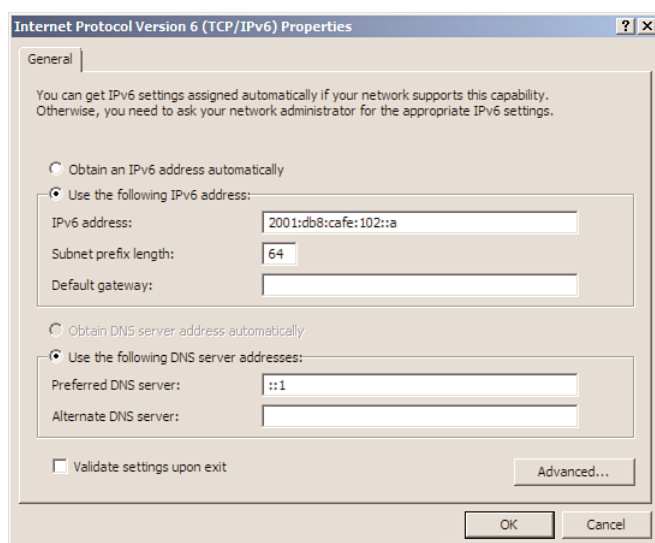 Internet Protocol Version 6 (TCP/IPv6) Properties
General
You can get IPv6 settings assigned automatically if your network supports this capability.
Otherwise, you need to ask your network administrator for the appropriate IPv6 settings.
Obtain an IPv6 address automatically
Use the following IPv6 address:
IPv6 address: 2001:db8:cafe:102::a
Subnet prefix length: 64
Default gateway:
Obtain DNS server address automatically
Use the following DNS server addresses:
Preferred DNS server: ::1
Alternate DNS server:
Validate settings upon exit
Advanced...
OK Cancel